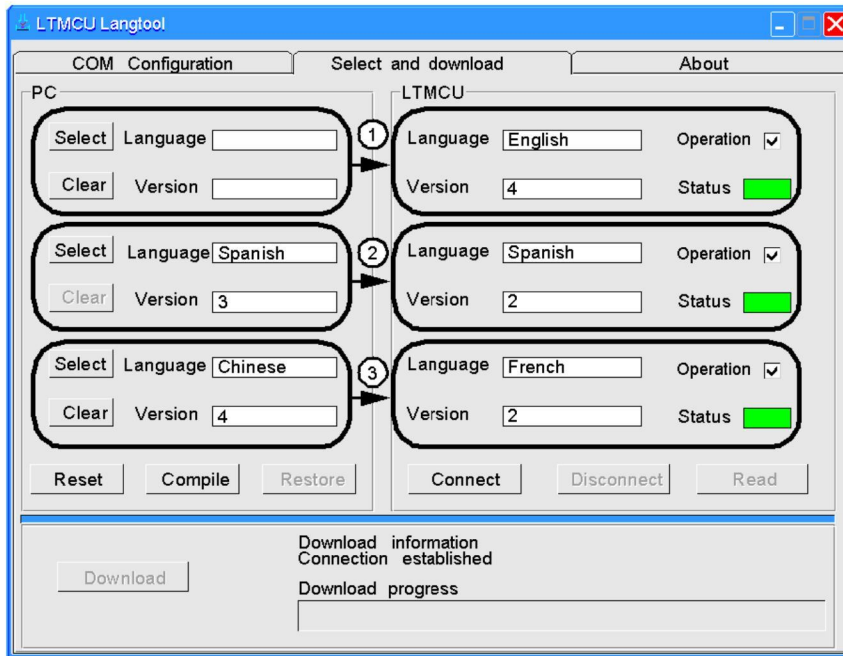 LTMCU Langtool
COM Configuration
Select and download
About
PC
LTMCU
Select Language
Clear Version
1
Language English Operation
Version 4 Status
Select Language Spanish
Clear Version 3
2
Language Spanish Operation
Version 2 Status
Select Language Chinese
Clear Version 4
3
Language French Operation
Version 2 Status
Reset Compile Restore
Connect Disconnect Read
Download
Download information
Connection established
Download progress